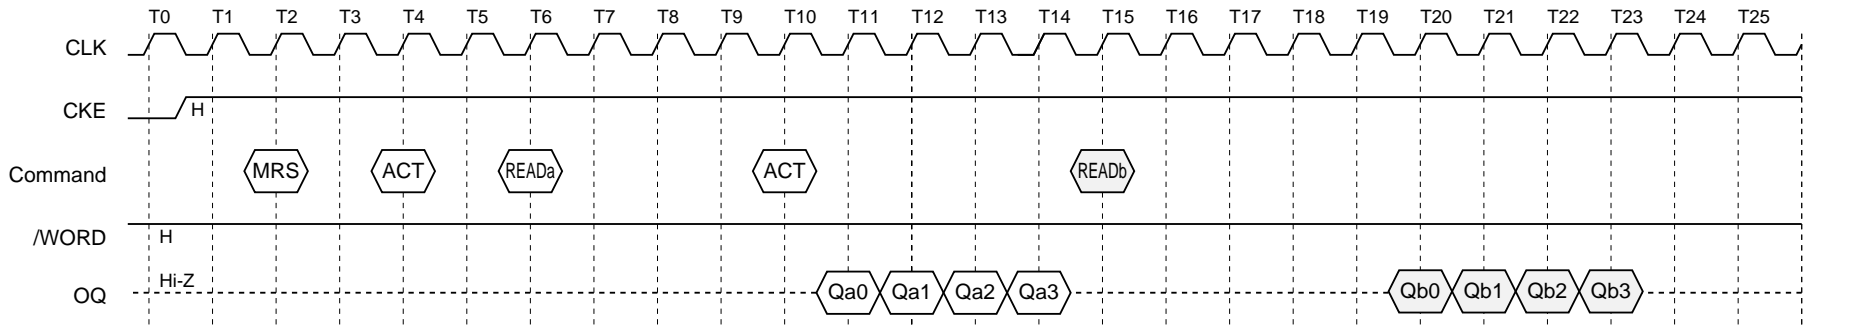 T0 T1 T2 T3 T4 T5 T6 T7 T8 T9 T10 T11 T12 T13 T14 T15 T16 T17 T18 T19 T20 T21 T22 T23 T24 T25
CLK
CKE H
Command MRS ACT READa ACT READb
/WORD H
OQ Hi-Z Qa0 Qa1 Qa2 Qa3 Qb0 Qb1 Qb2 Qb3